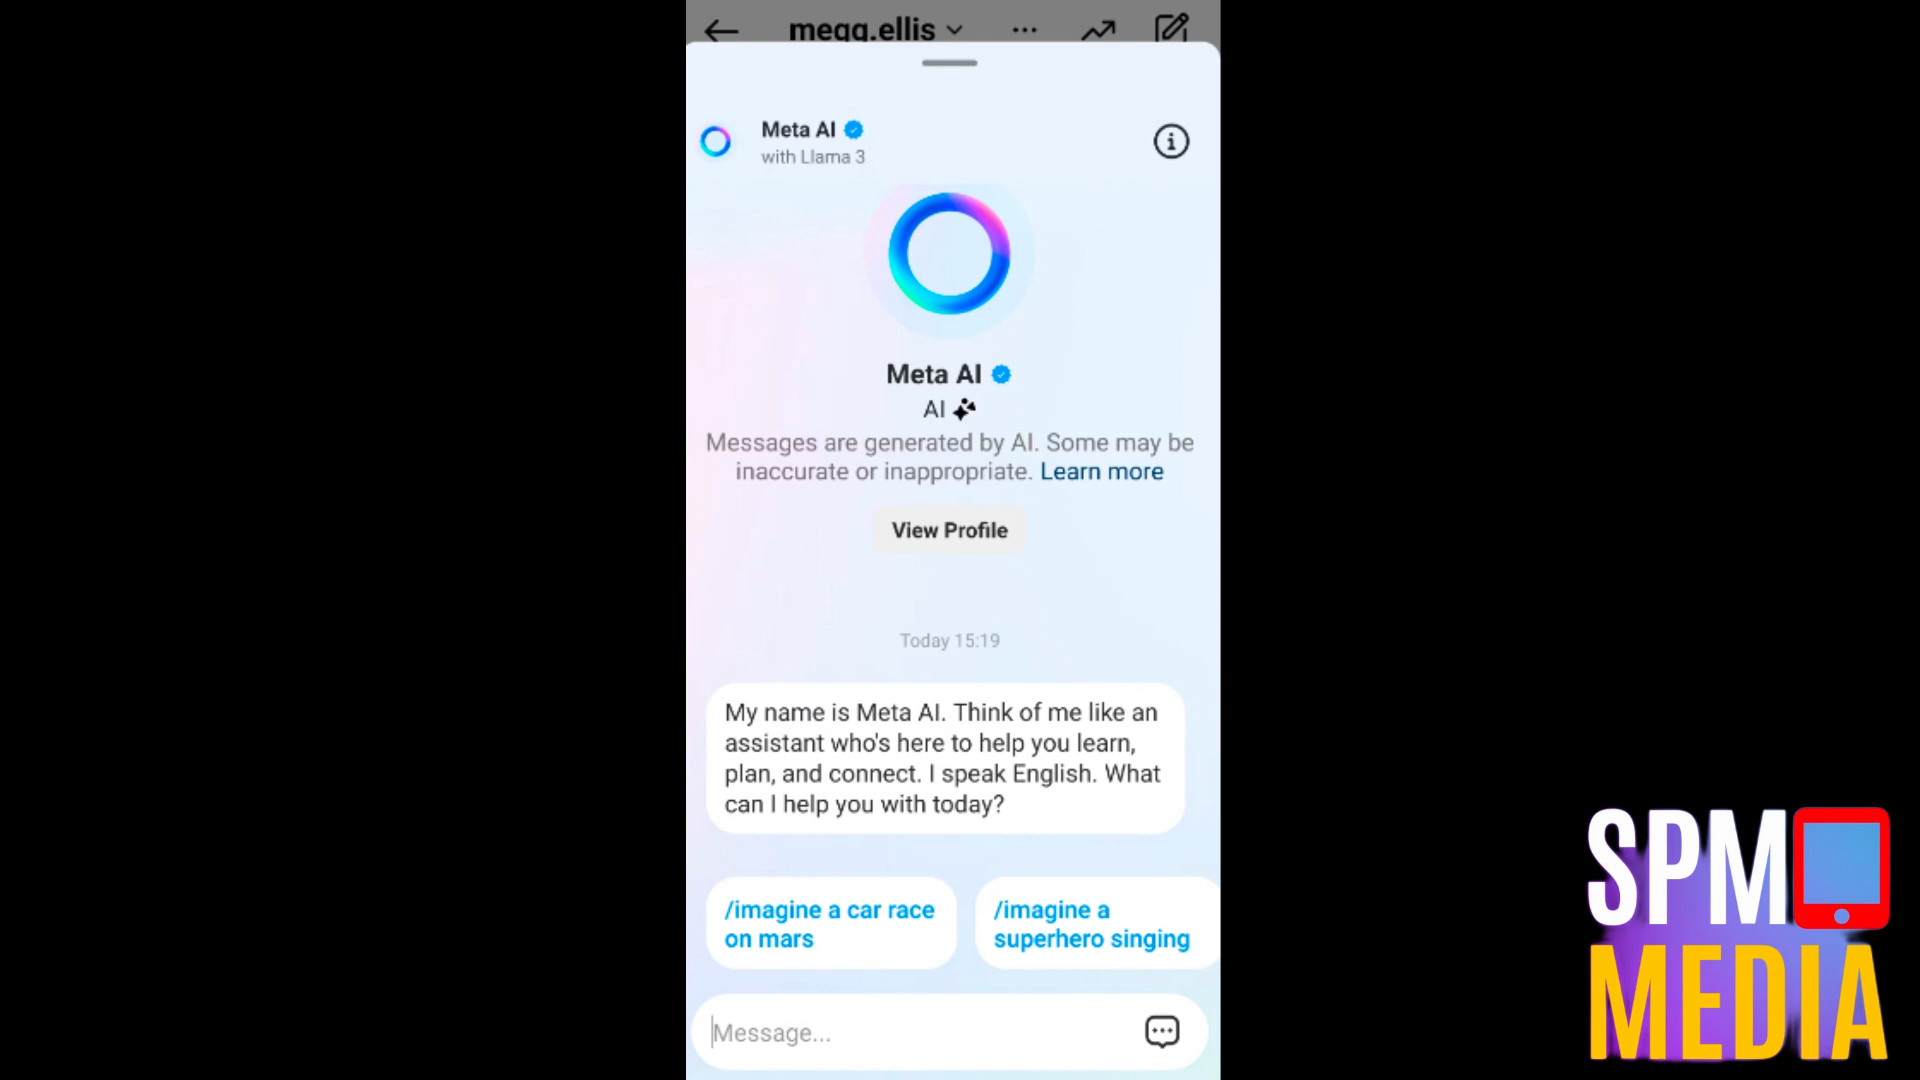 megg.ellis
Meta AI
with Llama 3
Meta AI
AI
Messages are generated by AI. Some may be
inaccurate or inappropriate. Learn more
View Profile
Today 15:19
My name is Meta AI. Think of me like an
assistant who's here to help you learn,
plan, and connect. I speak English. What
can I help you with today?
/imagine a car race
on mars
/imagine a
superhero singing
Message...
SPM
MEDIA